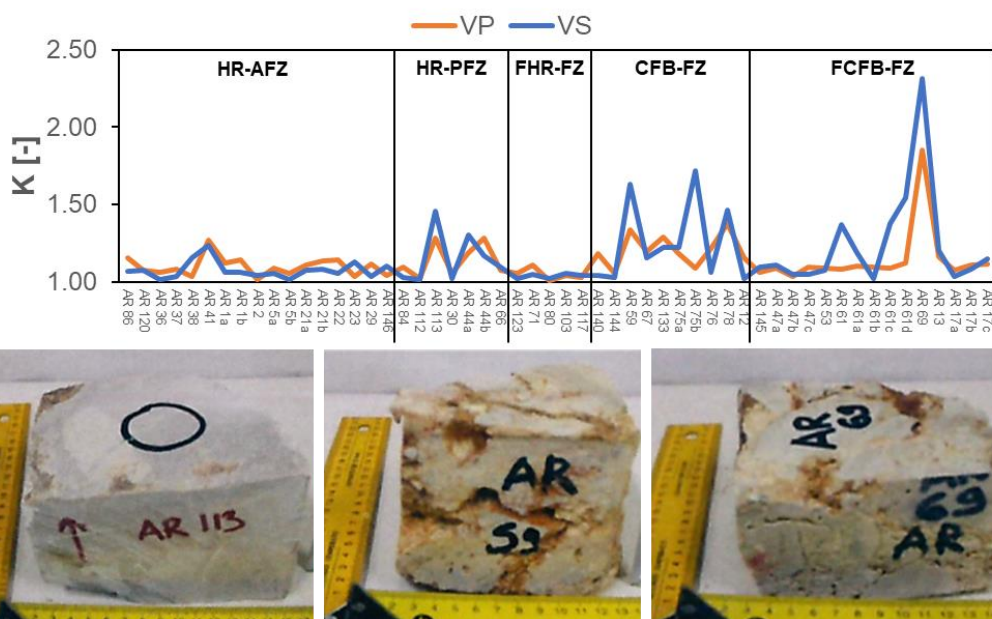 VP VS
K [-]
2.50
2.00
1.50
1.00
HR-AFZ
HR-PFZ
FHR-FZ
CFB-FZ
FCFB-FZ
AR 86
AR 120
AR 36
AR 37
AR 38
AR 41
AR 1a
AR 1b
AR 2
AR 5a
AR 5b
AR 21a
AR 21b
AR 22
AR 23
AR 29
AR 146
AR 84
AR 112
AR 113
AR 30
AR 44a
AR 44b
AR 66
AR 123
AR 71
AR 80
AR 103
AR 117
AR 140
AR 144
AR 59
AR 67
AR 133
AR 75a
AR 75b
AR 76
AR 78
AR 12
AR 145
AR 47a
AR 47b
AR 47c
AR 53
AR 61
AR 61a
AR 61b
AR 61c
AR 61d
AR 69
AR 13
AR 17a
AR 17b
AR 17c
AR 113
AR
59
AR
69
69
AR